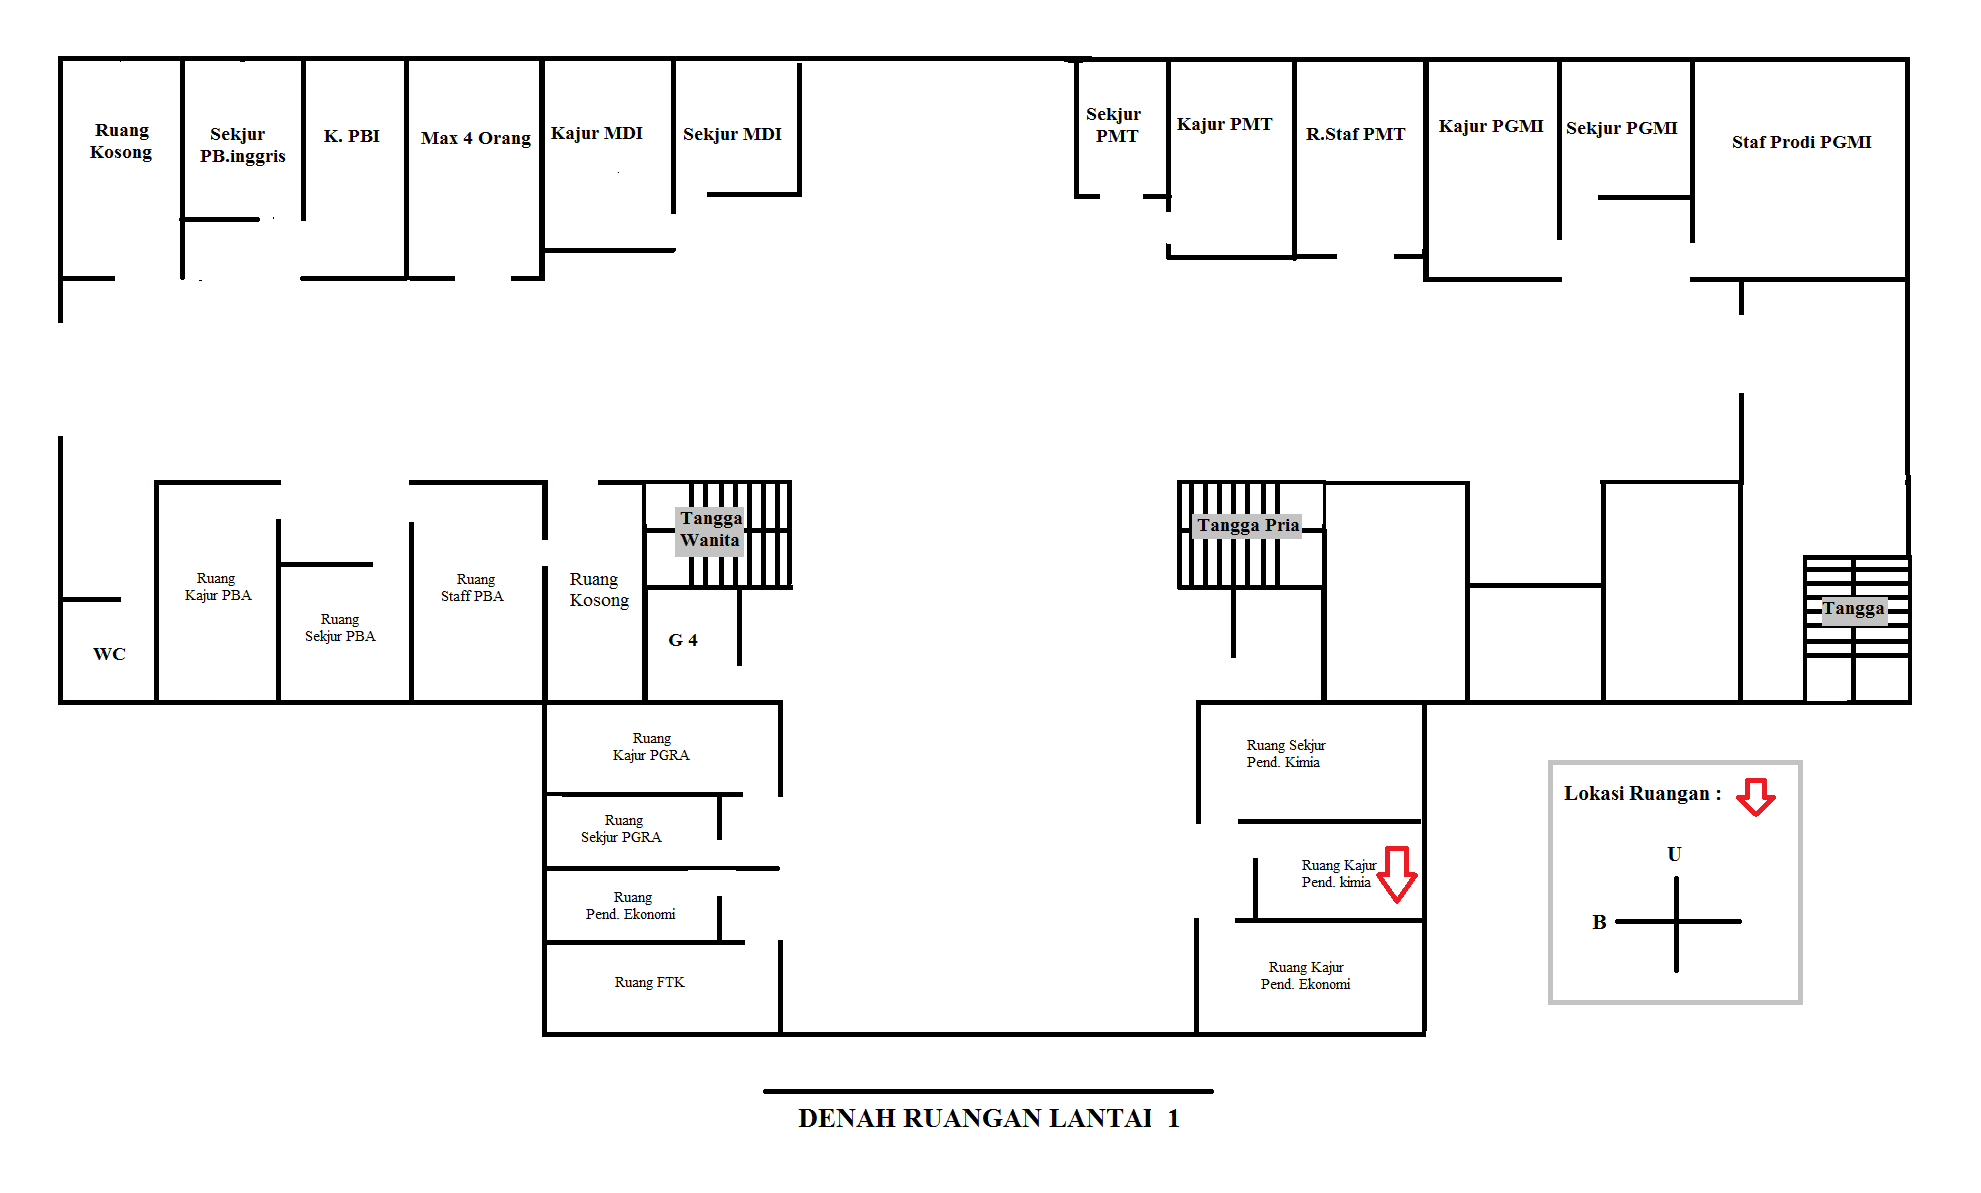 Ruang
Kosong
Sekjur
PB.inggris
K. PBI
Max 4 Orang
Kajur MDI
Sekjur MDI
Sekjur
PMT
Kajur PMT
R.Staf PMT
Kajur PGMI
Sekjur PGMI
Staf Prodi PGMI
Ruang
Kajur PBA
Ruang
Sekjur PBA
Ruang
Staff PBA
Ruang
Kosong
Tangga
Wanita
Tangga Pria
Tangga
WC
G 4
Ruang
Kajur PGRA
Ruang
Sekjur PGRA
Ruang
Pend. Ekonomi
Ruang FTK
Ruang Sekjur
Pend. Kimia
Ruang Kajur
Pend. kimia
Ruang Kajur
Pend. Ekonomi
Lokasi Ruangan :
U
B
DENAH RUANGAN LANTAI 1